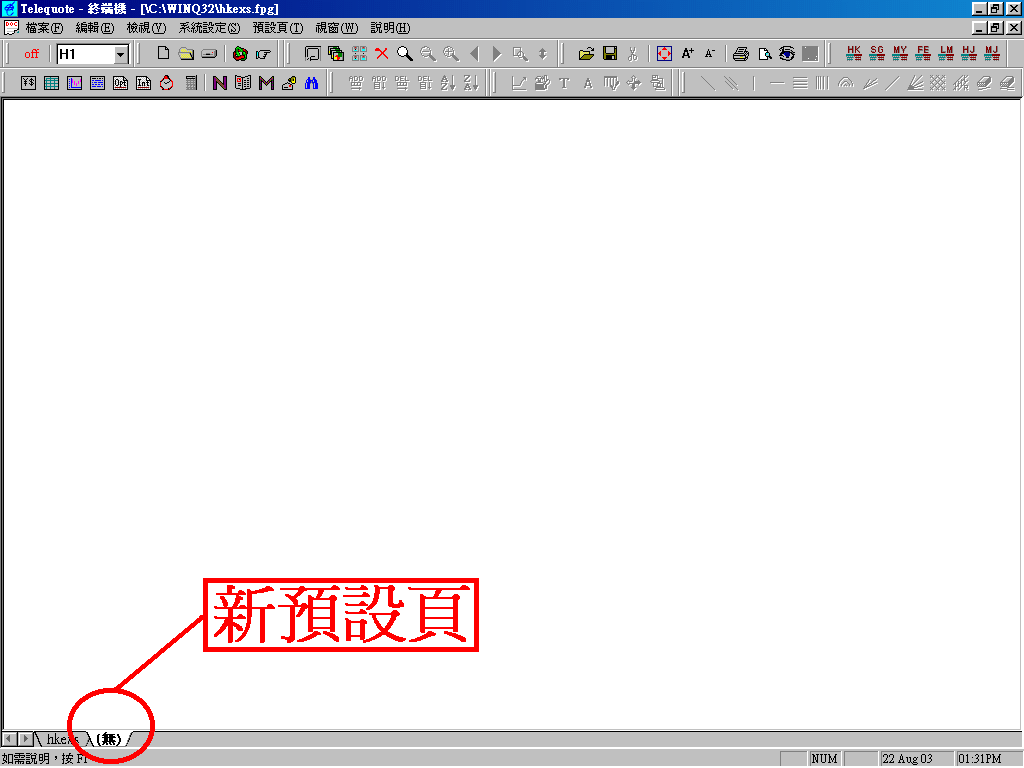 Telequote - 終端機 - [\C:\WINQ32\hkexs.fpg]
檔案(F) 編輯(E) 檢視(V) 系統設定(S) 預設頁(T) 視窗(W) 說明(H)
off H1 HK SG MY FE LM HJ MJ
新預設頁
hkexs (無)
如需說明，按 F1 NUM 22 Aug 03 01:31PM